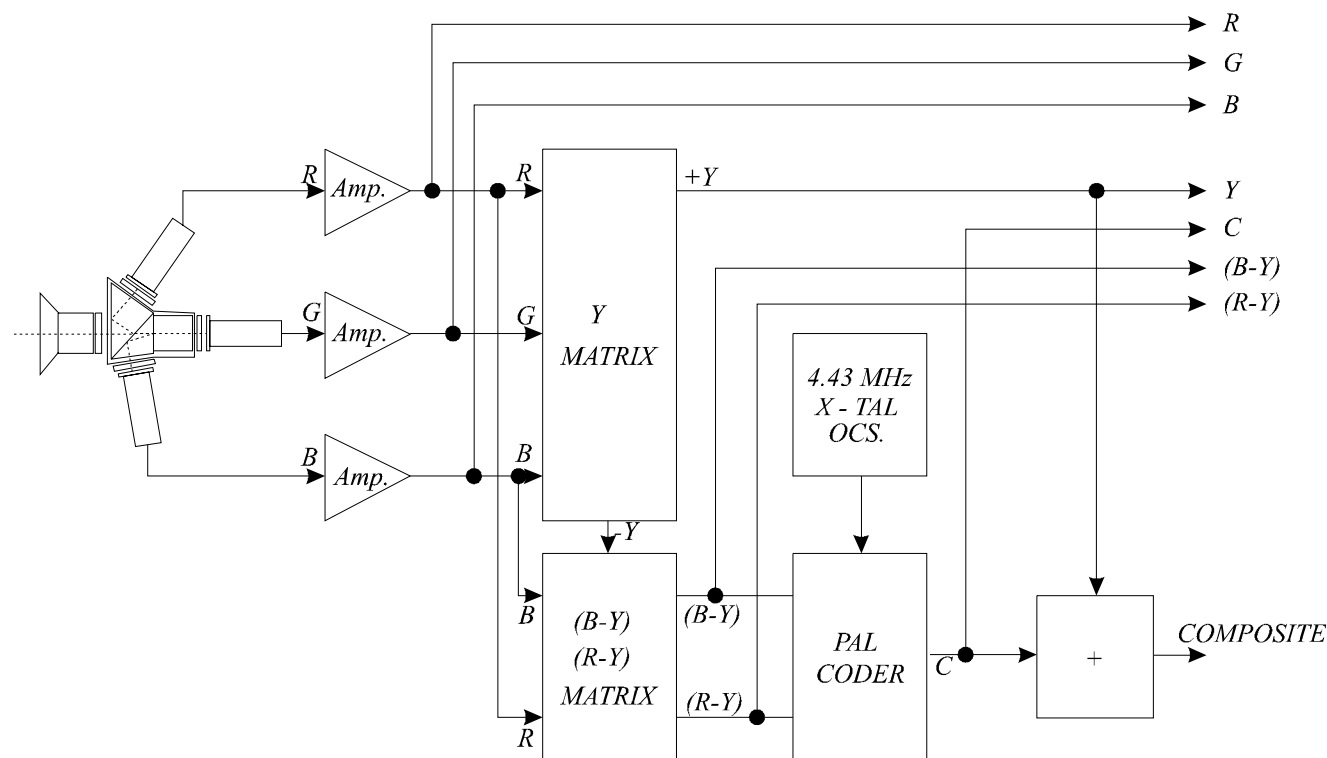 R
G
B
R
Amp.
R
+Y
Y
C
(B-Y)
(R-Y)
G
Amp.
G
Y
MATRIX
4.43 MHz
X - TAL
OCS.
B
Amp.
B
-Y
B
(B-Y)
(R-Y)
MATRIX
R
(B-Y)
(R-Y)
PAL
CODER
C
+
COMPOSITE